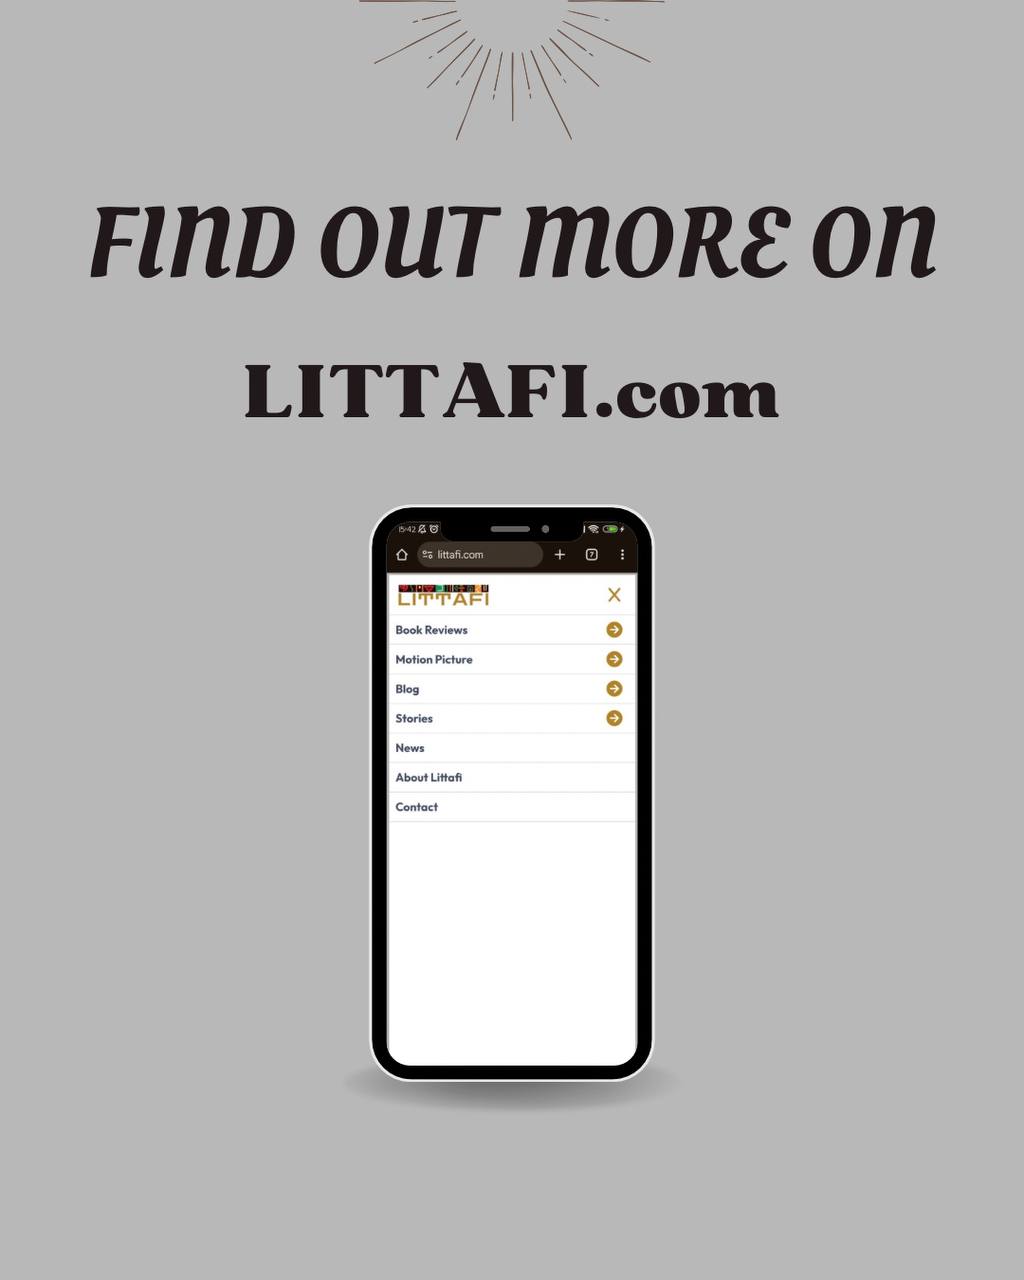 FIND OUT MORE ON
LITTAFI.com
15:42
littafi.com
7
LITTAFI
Book Reviews
Motion Picture
Blog
Stories
News
About Littafi
Contact